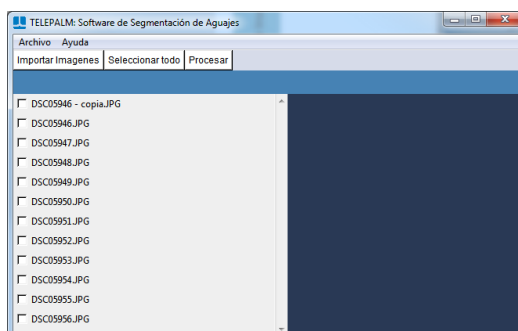 TELEPALM: Software de Segmentación de Aguajes
Archivo Ayuda
Importar Imagenes Seleccionar todo Procesar
DSC05946 - copia.JPG
DSC05946.JPG
DSC05947.JPG
DSC05948.JPG
DSC05949.JPG
DSC05950.JPG
DSC05951.JPG
DSC05952.JPG
DSC05953.JPG
DSC05954.JPG
DSC05955.JPG
DSC05956.JPG